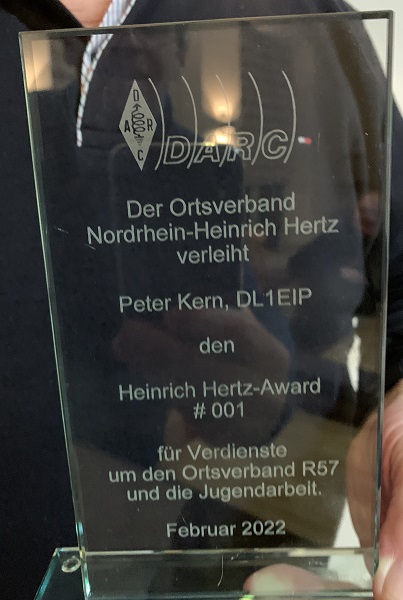 D
A R
C
DARC
Der Ortsverband
Nordrhein-Heinrich Hertz
verleiht
Peter Kern, DL1EIP
den
Heinrich Hertz-Award
# 001
für Verdienste
um den Ortsverband R57
und die Jugendarbeit.
Februar 2022